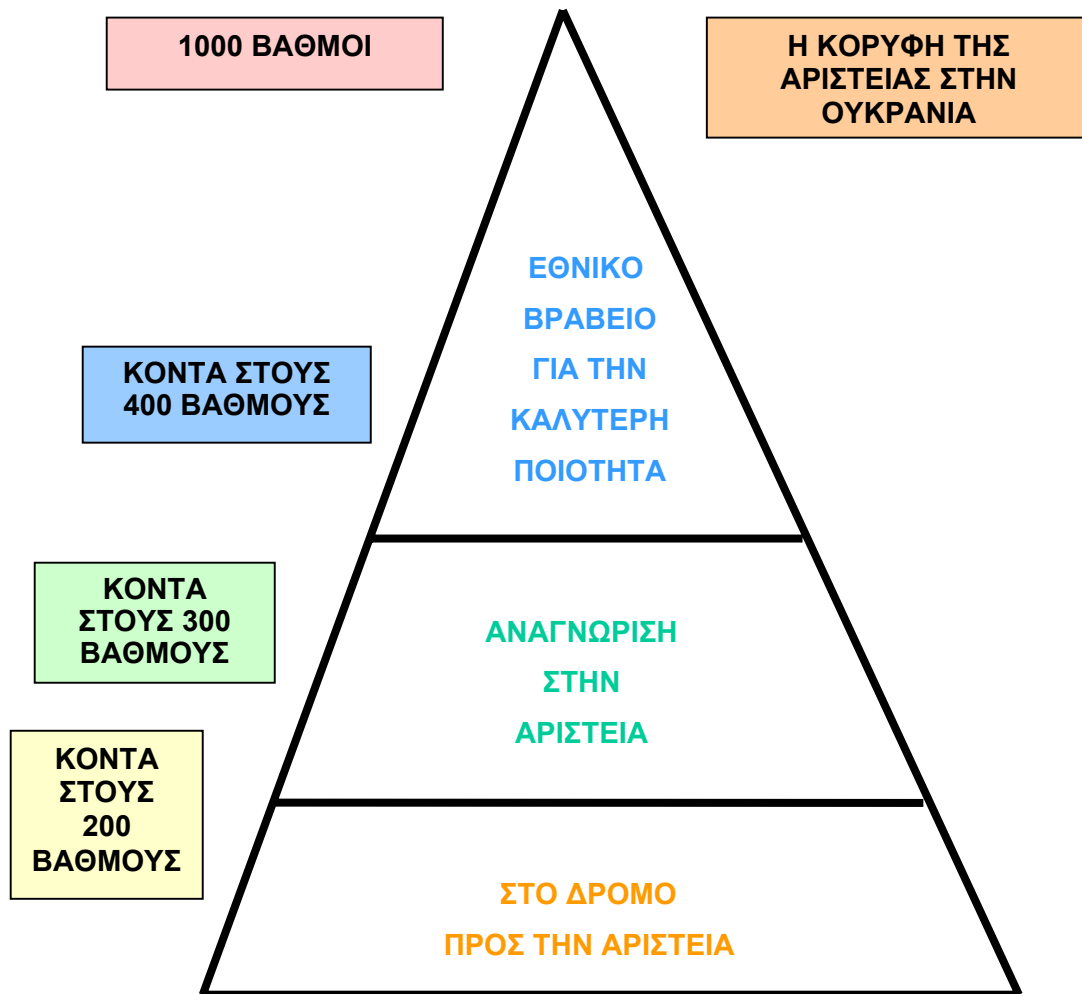 1000 ΒΑΘΜΟΙ
Η ΚΟΡΥΦΗ ΤΗΣ
ΑΡΙΣΤΕΙΑΣ ΣΤΗΝ
ΟΥΚΡΑΝΙΑ
ΕΘΝΙΚΟ
ΒΡΑΒΕΙΟ
ΓΙΑ ΤΗΝ
ΚΑΛΥΤΕΡΗ
ΠΟΙΟΤΗΤΑ
ΚΟΝΤΑ ΣΤΟΥΣ
400 ΒΑΘΜΟΥΣ
ΚΟΝΤΑ
ΣΤΟΥΣ 300
ΒΑΘΜΟΥΣ
ΑΝΑΓΝΩΡΙΣΗ
ΣΤΗΝ
ΑΡΙΣΤΕΙΑ
ΚΟΝΤΑ
ΣΤΟΥΣ
200
ΒΑΘΜΟΥΣ
ΣΤΟ ΔΡΟΜΟ
ΠΡΟΣ ΤΗΝ ΑΡΙΣΤΕΙΑ